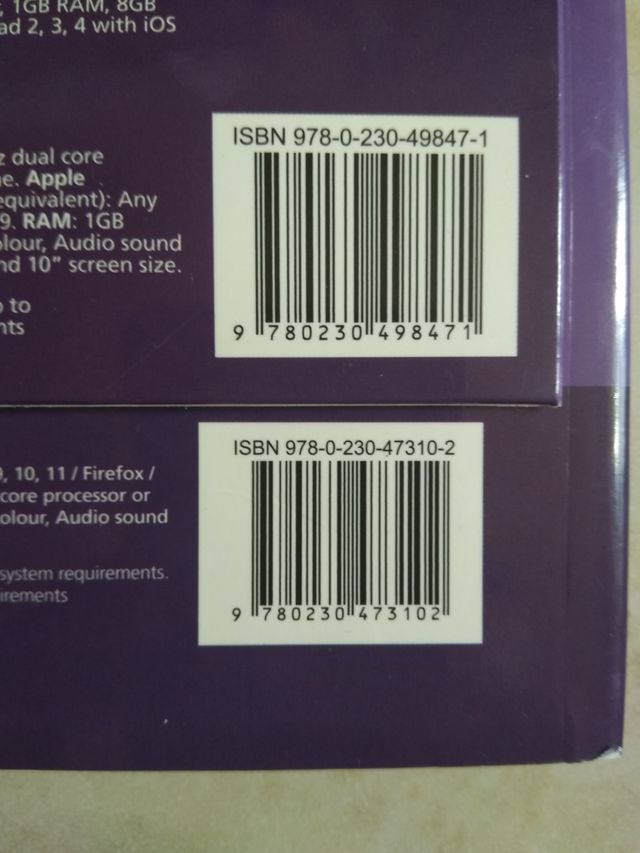 1GB RAM, 8GB
ad 2, 3, 4 with iOS
z dual core
e. Apple
equivalent): Any
9. RAM: 1GB
olour, Audio sound
nd 10" screen size.
to
nts
ISBN 978-0-230-49847-1
9 780230 498471
9, 10, 11 / Firefox /
core processor or
olour, Audio sound
system requirements.
irements
ISBN 978-0-230-47310-2
9 780230 473102